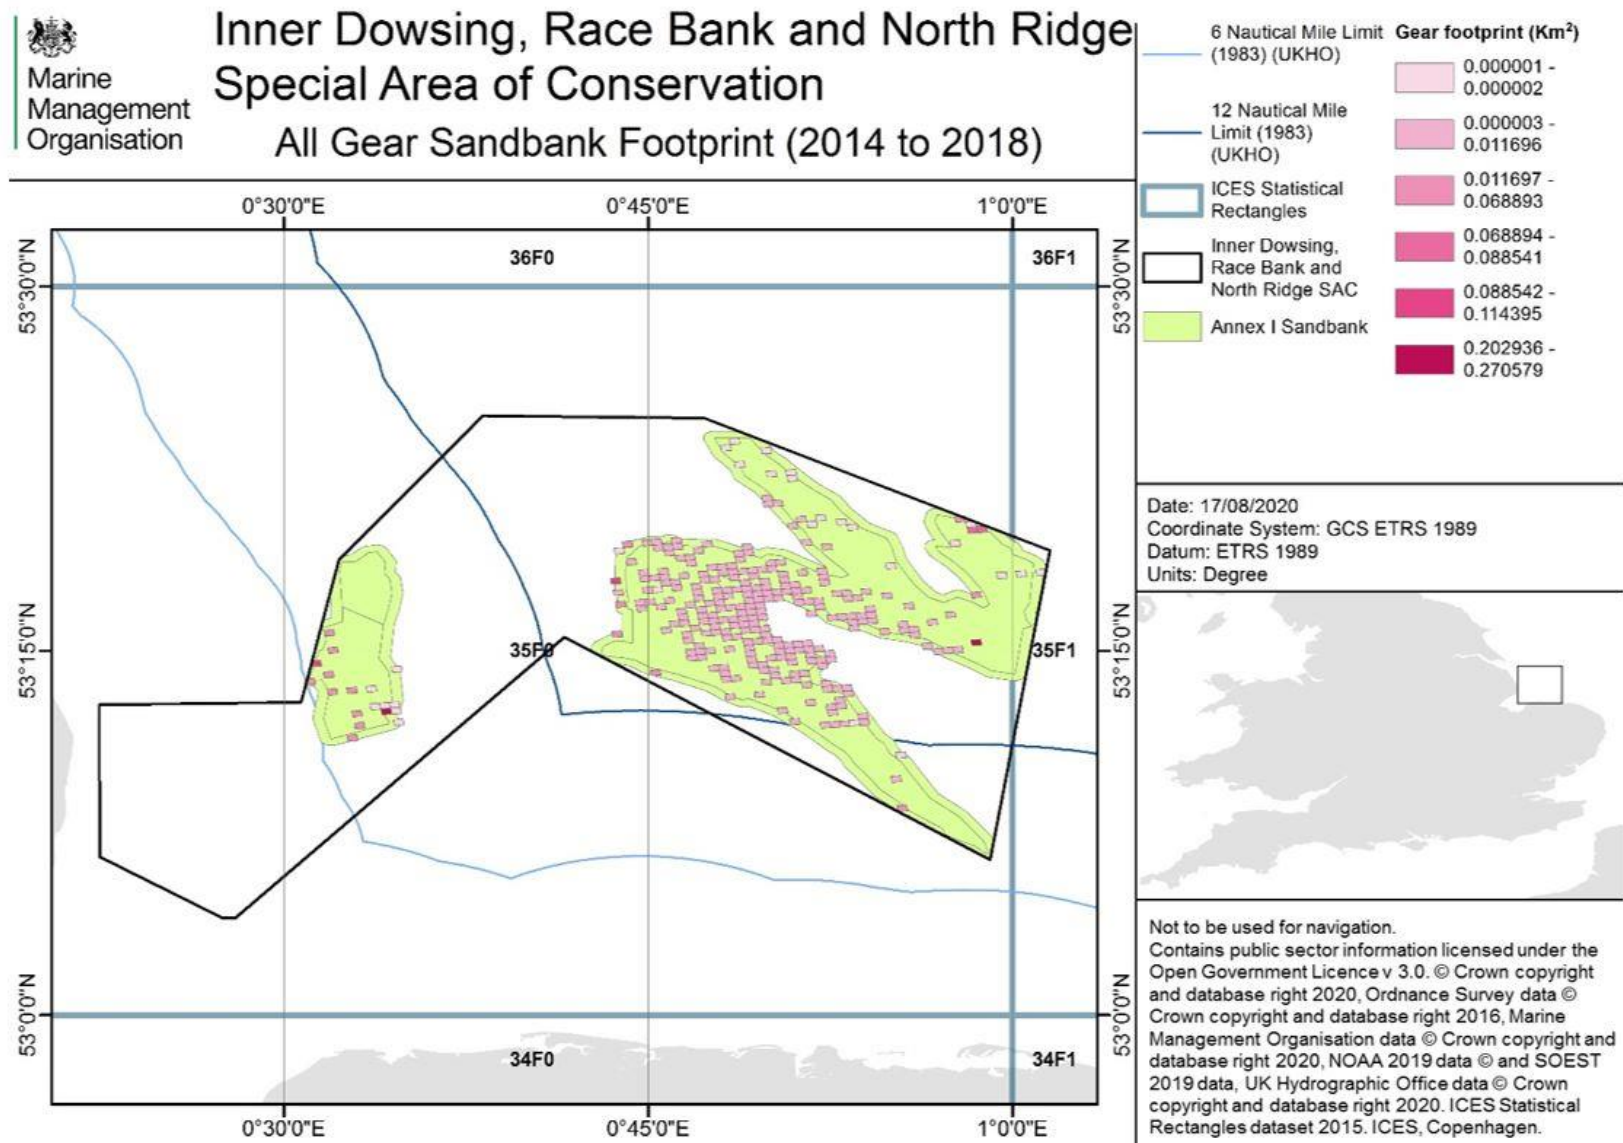 Marine
Management
Organisation
Inner Dowsing, Race Bank and North Ridge
Special Area of Conservation
All Gear Sandbank Footprint (2014 to 2018)
0°30'0"E
0°45'0"E
1°0'0"E
53°30'0"N
53°30'0"N
36F0
36F1
53°15'0"N
53°15'0"N
35F0
35F1
53°0'0"N
53°0'0"N
34F0
34F1
0°30'0"E
0°45'0"E
1°0'0"E
6 Nautical Mile Limit
(1983) (UKHO)
12 Nautical Mile
Limit (1983)
(UKHO)
ICES Statistical
Rectangles
Inner Dowsing,
Race Bank and
North Ridge SAC
Annex I Sandbank
Gear footprint (Km²)
0.000001 -
0.000002
0.000003 -
0.011696
0.011697 -
0.068893
0.068894 -
0.088541
0.088542 -
0.114395
0.202936 -
0.270579
Date: 17/08/2020
Coordinate System: GCS ETRS 1989
Datum: ETRS 1989
Units: Degree
Not to be used for navigation.
Contains public sector information licensed under the
Open Government Licence v 3.0. © Crown copyright
and database right 2020, Ordnance Survey data ©
Crown copyright and database right 2016, Marine
Management Organisation data © Crown copyright and
database right 2020, NOAA 2019 data © and SOEST
2019 data, UK Hydrographic Office data © Crown
copyright and database right 2020. ICES Statistical
Rectangles dataset 2015. ICES, Copenhagen.